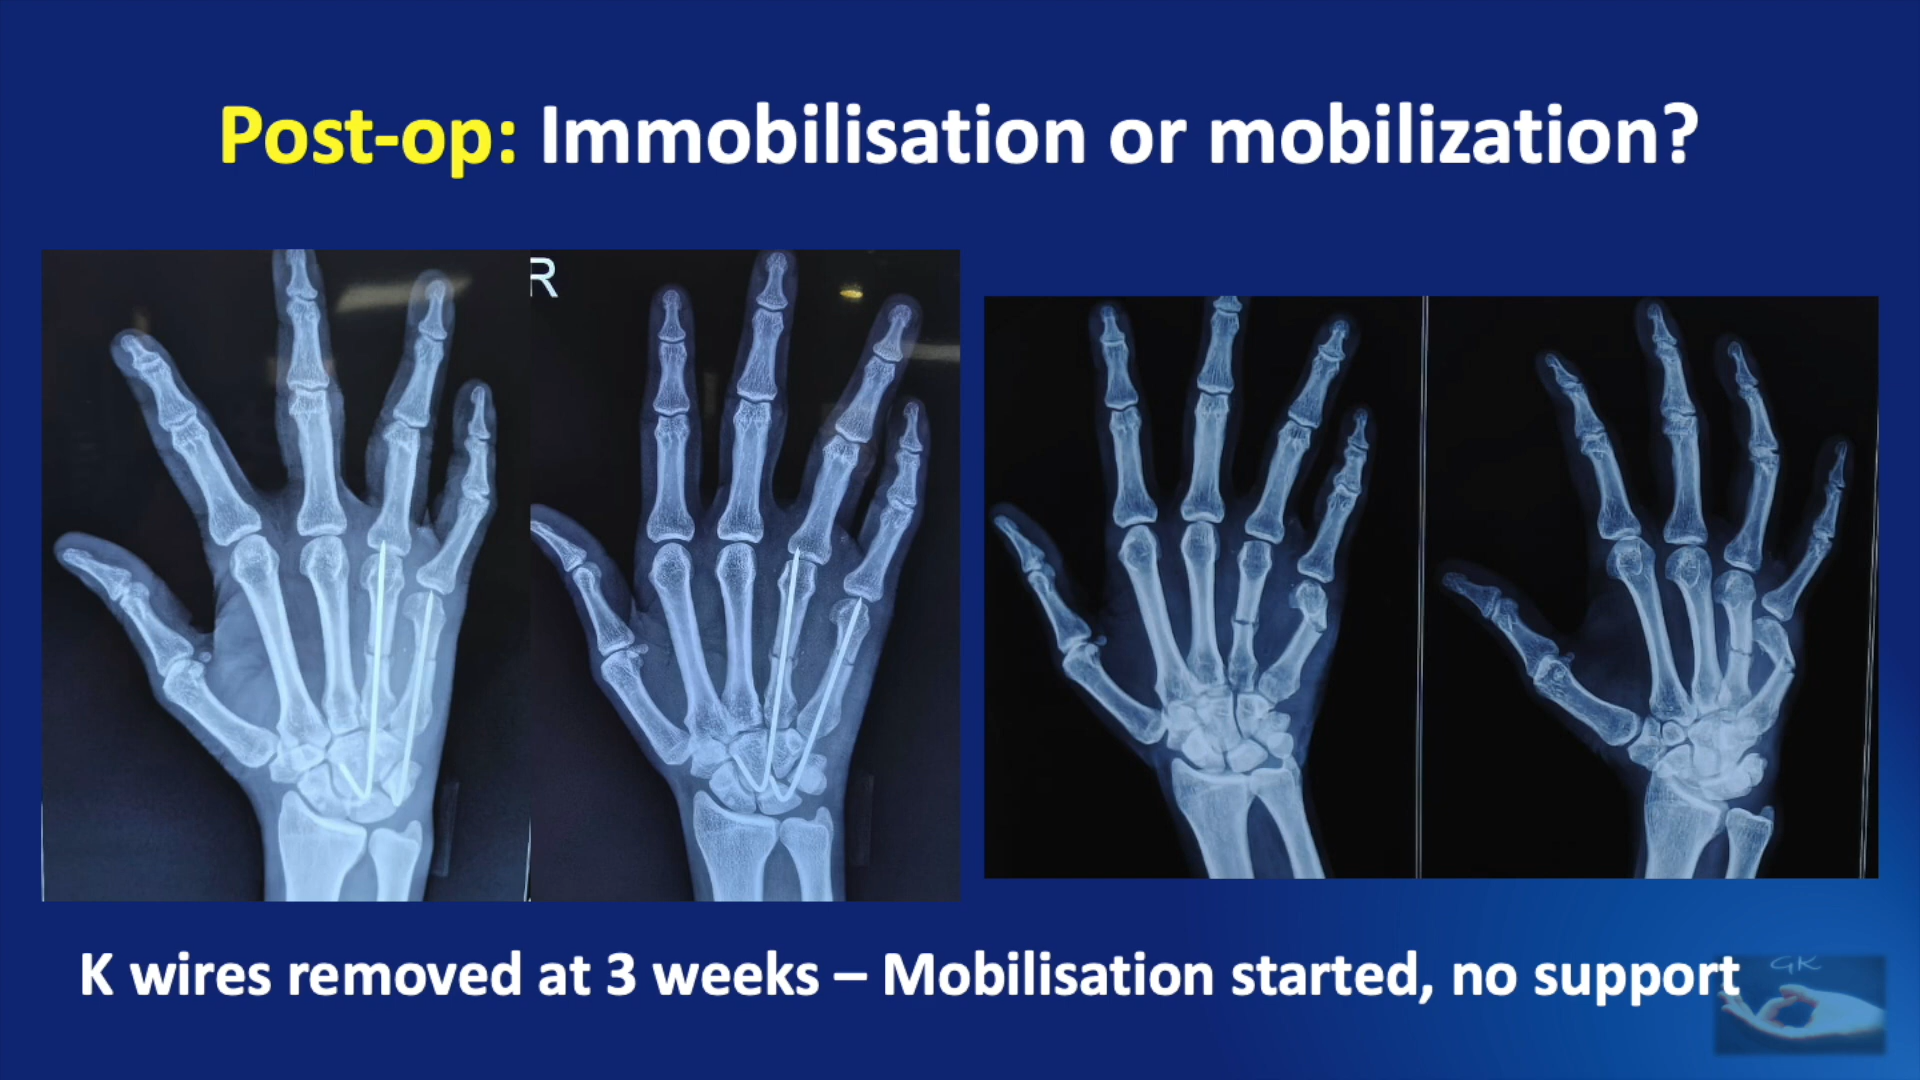 Post-op: Immobilisation or mobilization?
R
K wires removed at 3 weeks – Mobilisation started, no support
GK